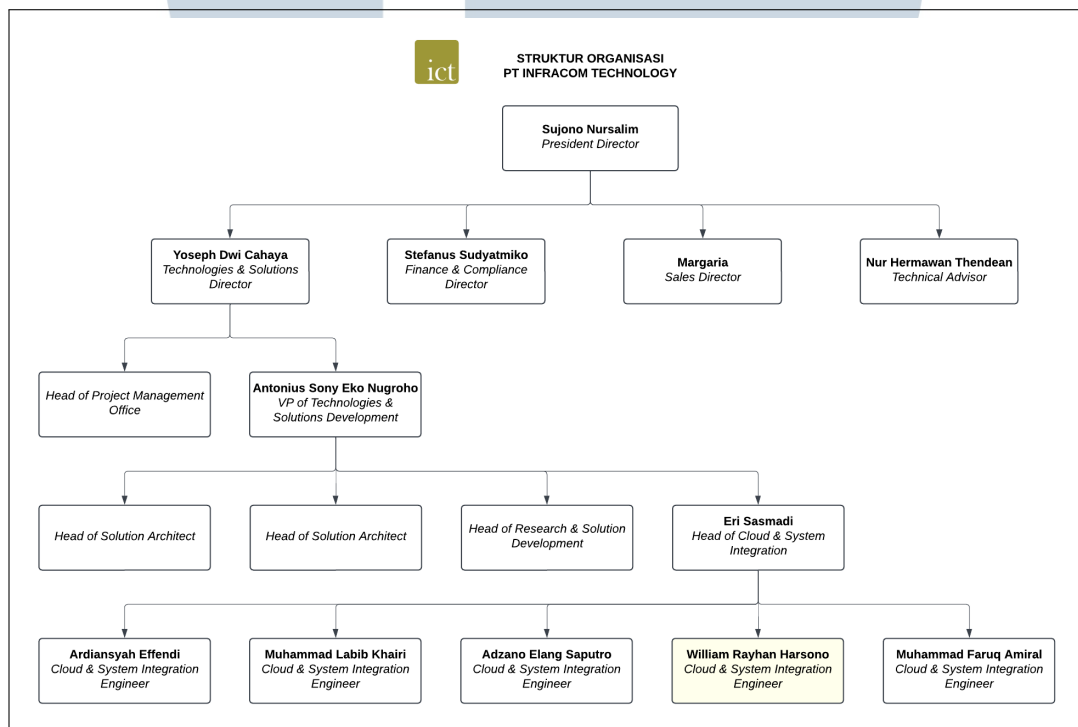 ict
STRUKTUR ORGANISASI
PT INFRACOM TECHNOLOGY
Sujono Nursalim
President Director
Yoseph Dwi Cahaya
Technologies & Solutions
Director
Stefanus Sudyatmiko
Finance & Compliance
Director
Margaria
Sales Director
Nur Hermawan Thendean
Technical Advisor
Head of Project Management
Office
Antonius Sony Eko Nugroho
VP of Technologies &
Solutions Development
Head of Solution Architect
Head of Solution Architect
Head of Research & Solution
Development
Eri Sasmadi
Head of Cloud & System
Integration
Ardiansyah Effendi
Cloud & System Integration
Engineer
Muhammad Labib Khairi
Cloud & System Integration
Engineer
Adzano Elang Saputro
Cloud & System Integration
Engineer
William Rayhan Harsono
Cloud & System Integration
Engineer
Muhammad Faruq Amiral
Cloud & System Integration
Engineer